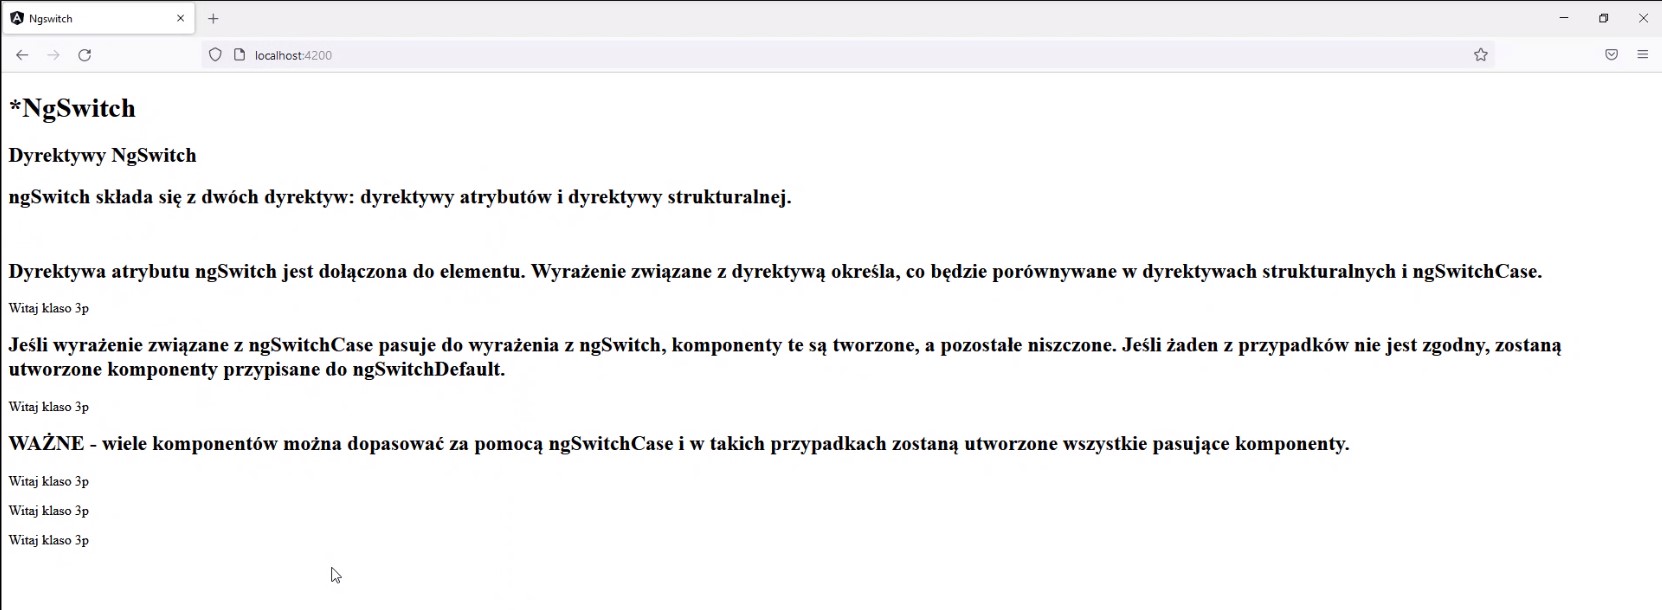 Ngswitch
localhost:4200
*NgSwitch
Dyrektywy NgSwitch
ngSwitch składa się z dwóch dyrektyw: dyrektywy atrybutów i dyrektywy strukturalnej.
Dyrektywa atrybutu ngSwitch jest dołączona do elementu. Wyrażenie związane z dyrektywą określa, co będzie porównywane w dyrektywach strukturalnych i ngSwitchCase.
Witaj klaso 3p
Jeśli wyrażenie związane z ngSwitchCase pasuje do wyrażenia z ngSwitch, komponenty te są tworzone, a pozostałe niszczone. Jeśli żaden z przypadków nie jest zgodny, zostaną
utworzone komponenty przypisane do ngSwitchDefault.
Witaj klaso 3p
WAŻNE - wiele komponentów można dopasować za pomocą ngSwitchCase i w takich przypadkach zostaną utworzone wszystkie pasujące komponenty.
Witaj klaso 3p
Witaj klaso 3p
Witaj klaso 3p